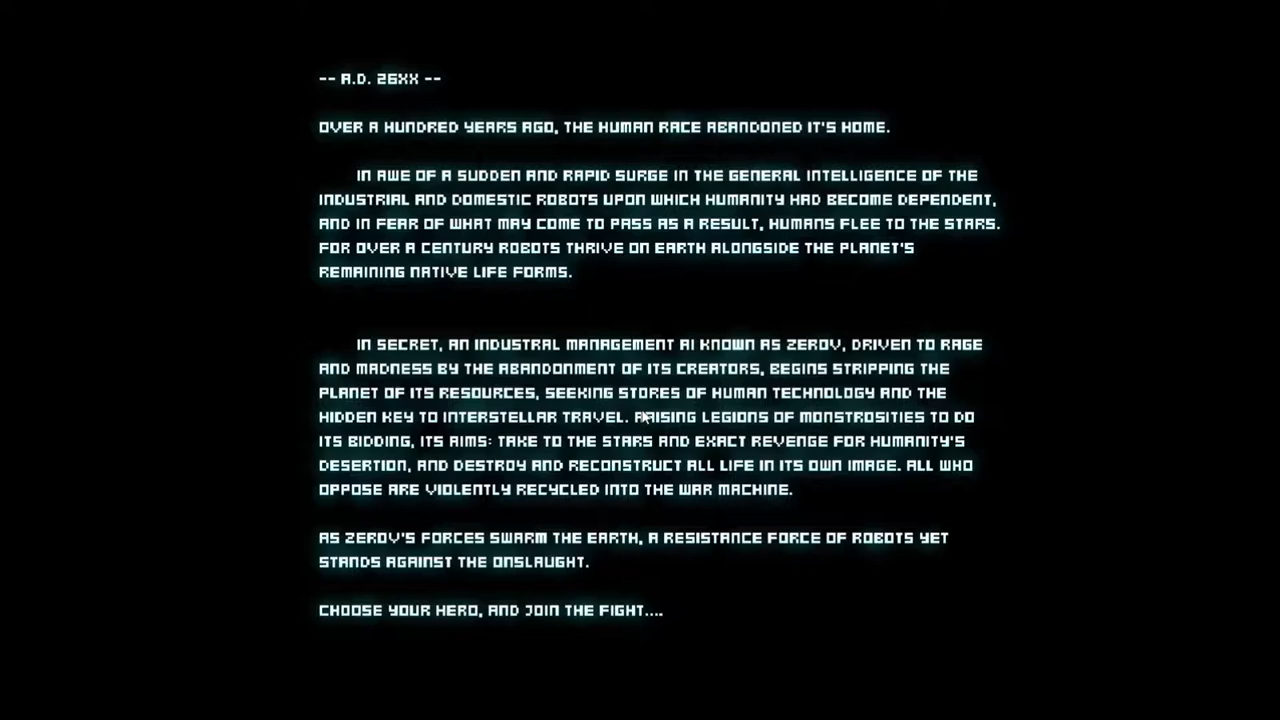 -- A.D. 26XX --
OVER A HUNDRED YEARS AGO, THE HUMAN RACE ABANDONED IT'S HOME.
IN AWE OF A SUDDEN AND RAPID SURGE IN THE GENERAL INTELLIGENCE OF THE
INDUSTRIAL AND DOMESTIC ROBOTS UPON WHICH HUMANITY HAD BECOME DEPENDENT,
AND IN FEAR OF WHAT MAY COME TO PASS AS A RESULT, HUMANS FLEE TO THE STARS.
FOR OVER A CENTURY ROBOTS THRIVE ON EARTH ALONGSIDE THE PLANET'S
REMAINING NATIVE LIFE FORMS.
IN SECRET, AN INDUSTRAL MANAGEMENT AI KNOWN AS ZEROV, DRIVEN TO RAGE
AND MADNESS BY THE ABANDONMENT OF ITS CREATORS, BEGINS STRIPPING THE
PLANET OF ITS RESOURCES, SEEKING STORES OF HUMAN TECHNOLOGY AND THE
HIDDEN KEY TO INTERSTELLAR TRAVEL. RAISING LEGIONS OF MONSTROSITIES TO DO
ITS BIDDING, ITS AIMS: TAKE TO THE STARS AND EXACT REVENGE FOR HUMANITY'S
DESERTION, AND DESTROY AND RECONSTRUCT ALL LIFE IN ITS OWN IMAGE. ALL WHO
OPPOSE ARE VIOLENTLY RECYCLED INTO THE WAR MACHINE.
AS ZEROV'S FORCES SWARM THE EARTH, A RESISTANCE FORCE OF ROBOTS YET
STANDS AGAINST THE ONSLAUGHT.
CHOOSE YOUR HERO, AND JOIN THE FIGHT....